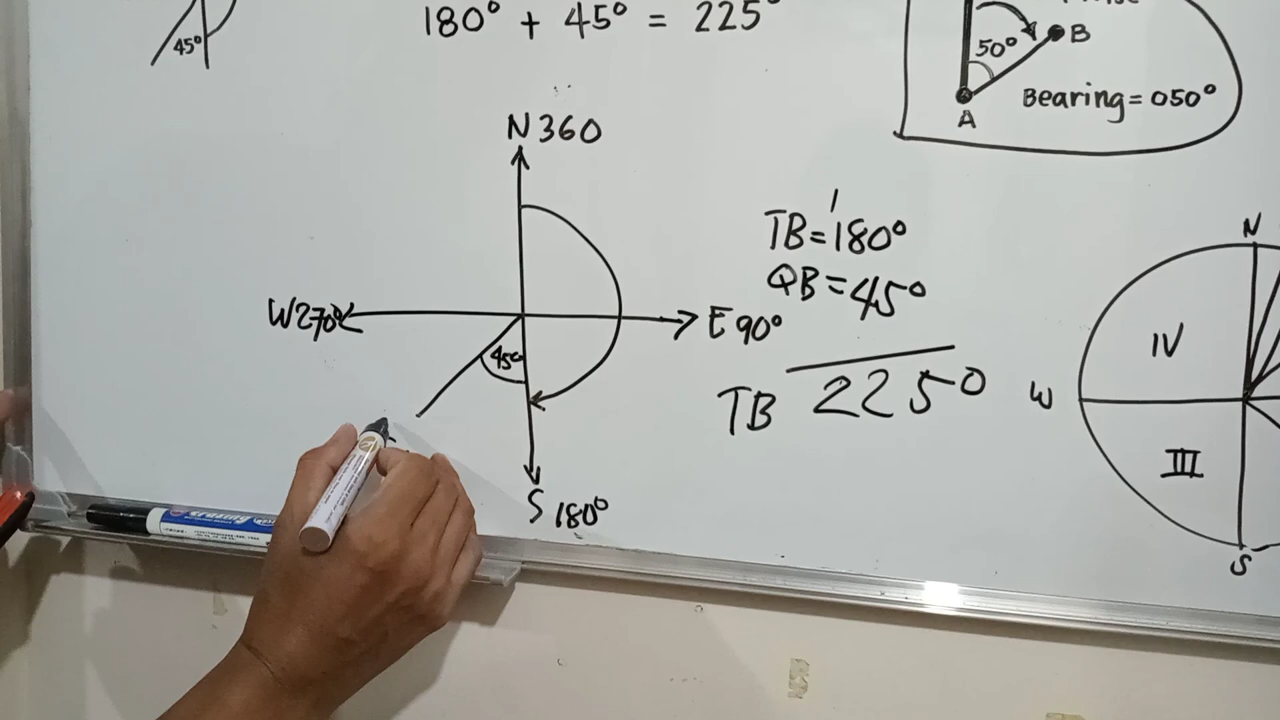 45°
180° + 45° = 225°
50°
B
A
Bearing = 050°
N 360
W 270°
E 90°
45°
S 180°
TB = 180°
QB = 45°
TB 225°
N
IV
W
III
S